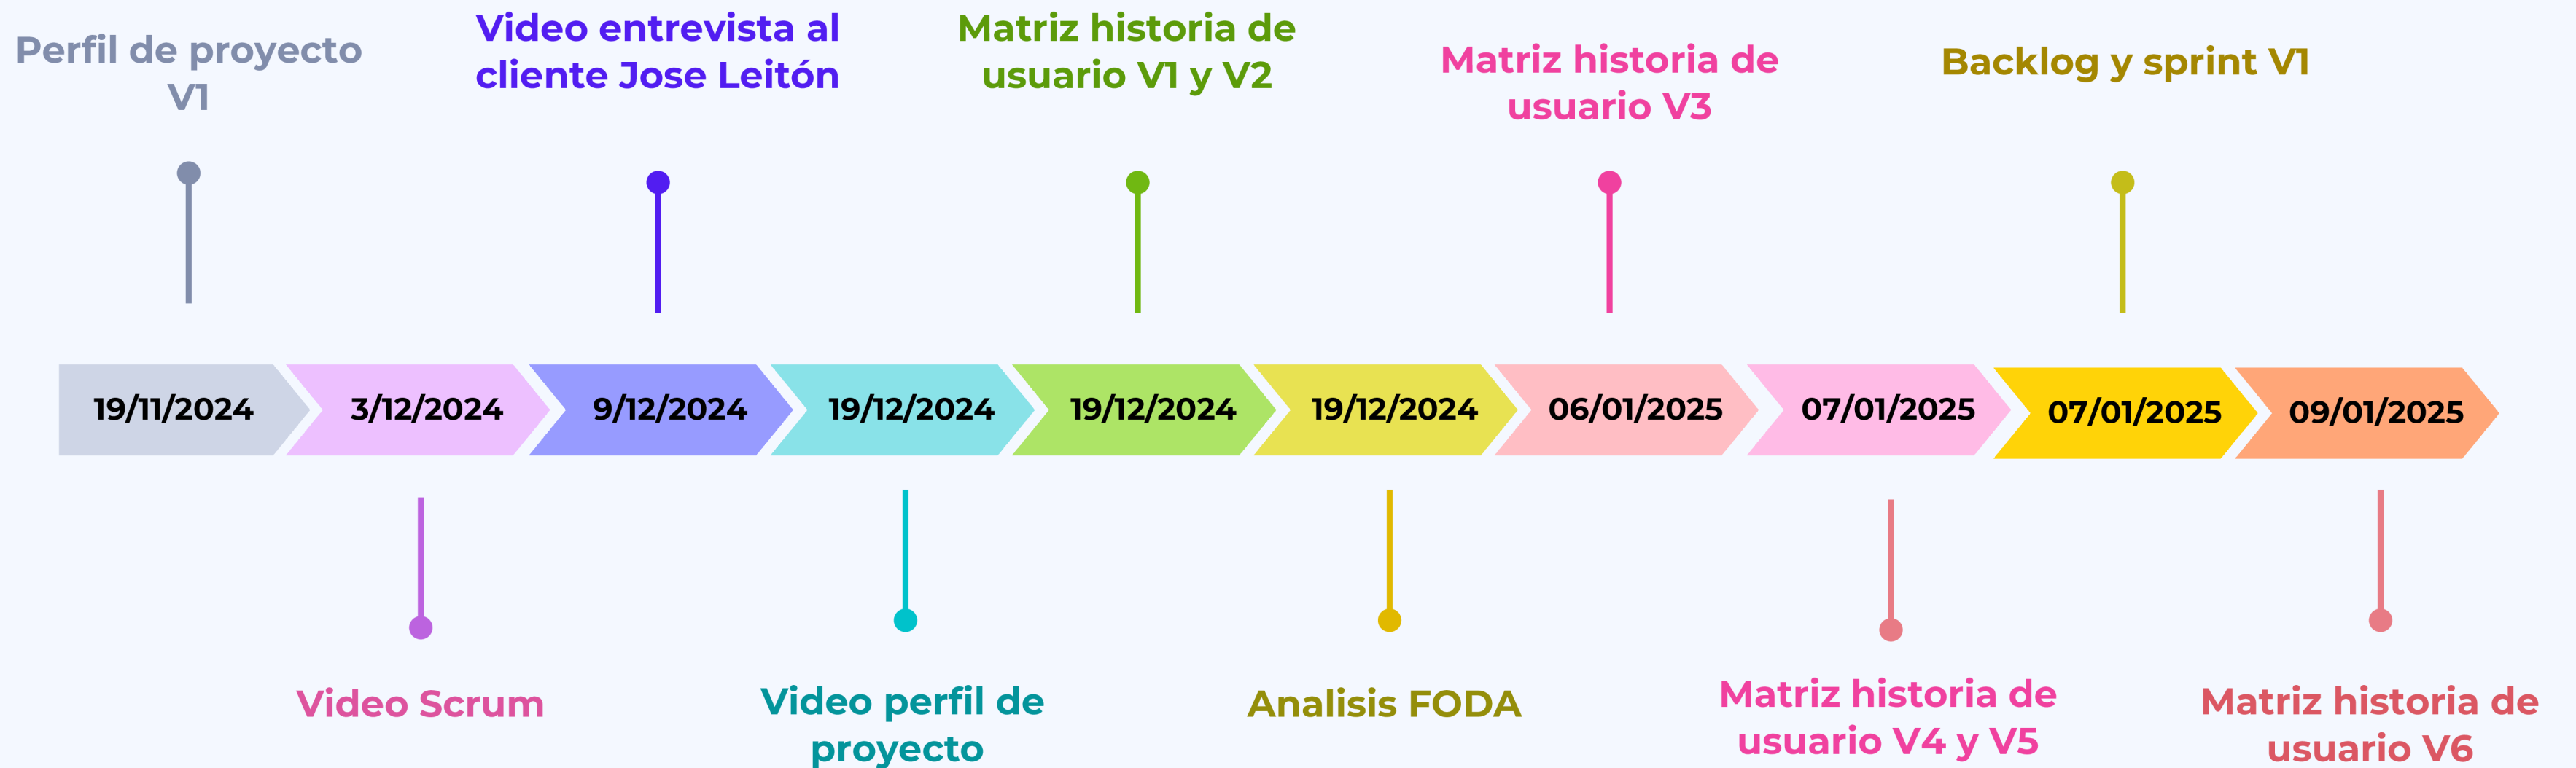 Perfil de proyecto
V1
Video entrevista al
cliente Jose Leitón
Matriz historia de
usuario V1 y V2
Matriz historia de
usuario V3
Backlog y sprint V1
19/11/2024
3/12/2024
9/12/2024
19/12/2024
19/12/2024
19/12/2024
06/01/2025
07/01/2025
07/01/2025
09/01/2025
Video Scrum
Video perfil de
proyecto
Analisis FODA
Matriz historia de
usuario V4 y V5
Matriz historia de
usuario V6